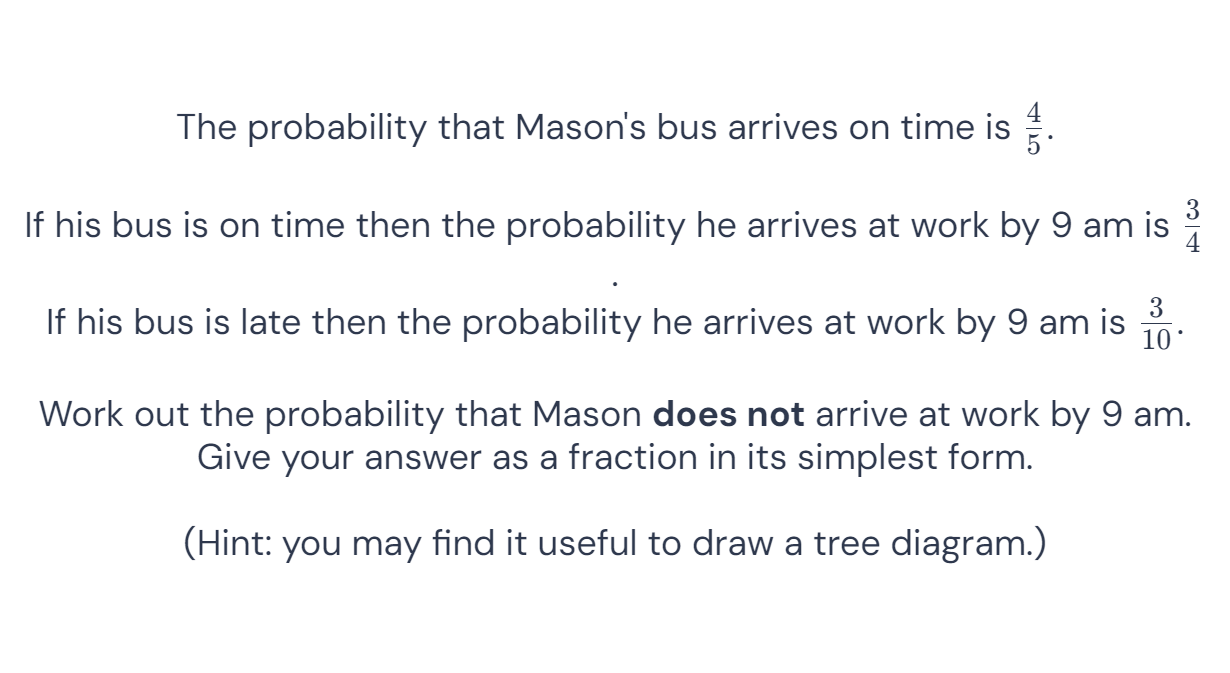 The probability that Mason's bus arrives on time is $\frac{4}{5}$.
If his bus is on time then the probability he arrives at work by 9 am is $\frac{3}{4}$
.
If his bus is late then the probability he arrives at work by 9 am is $\frac{3}{10}$.
Work out the probability that Mason does not arrive at work by 9 am.
Give your answer as a fraction in its simplest form.
(Hint: you may find it useful to draw a tree diagram.)